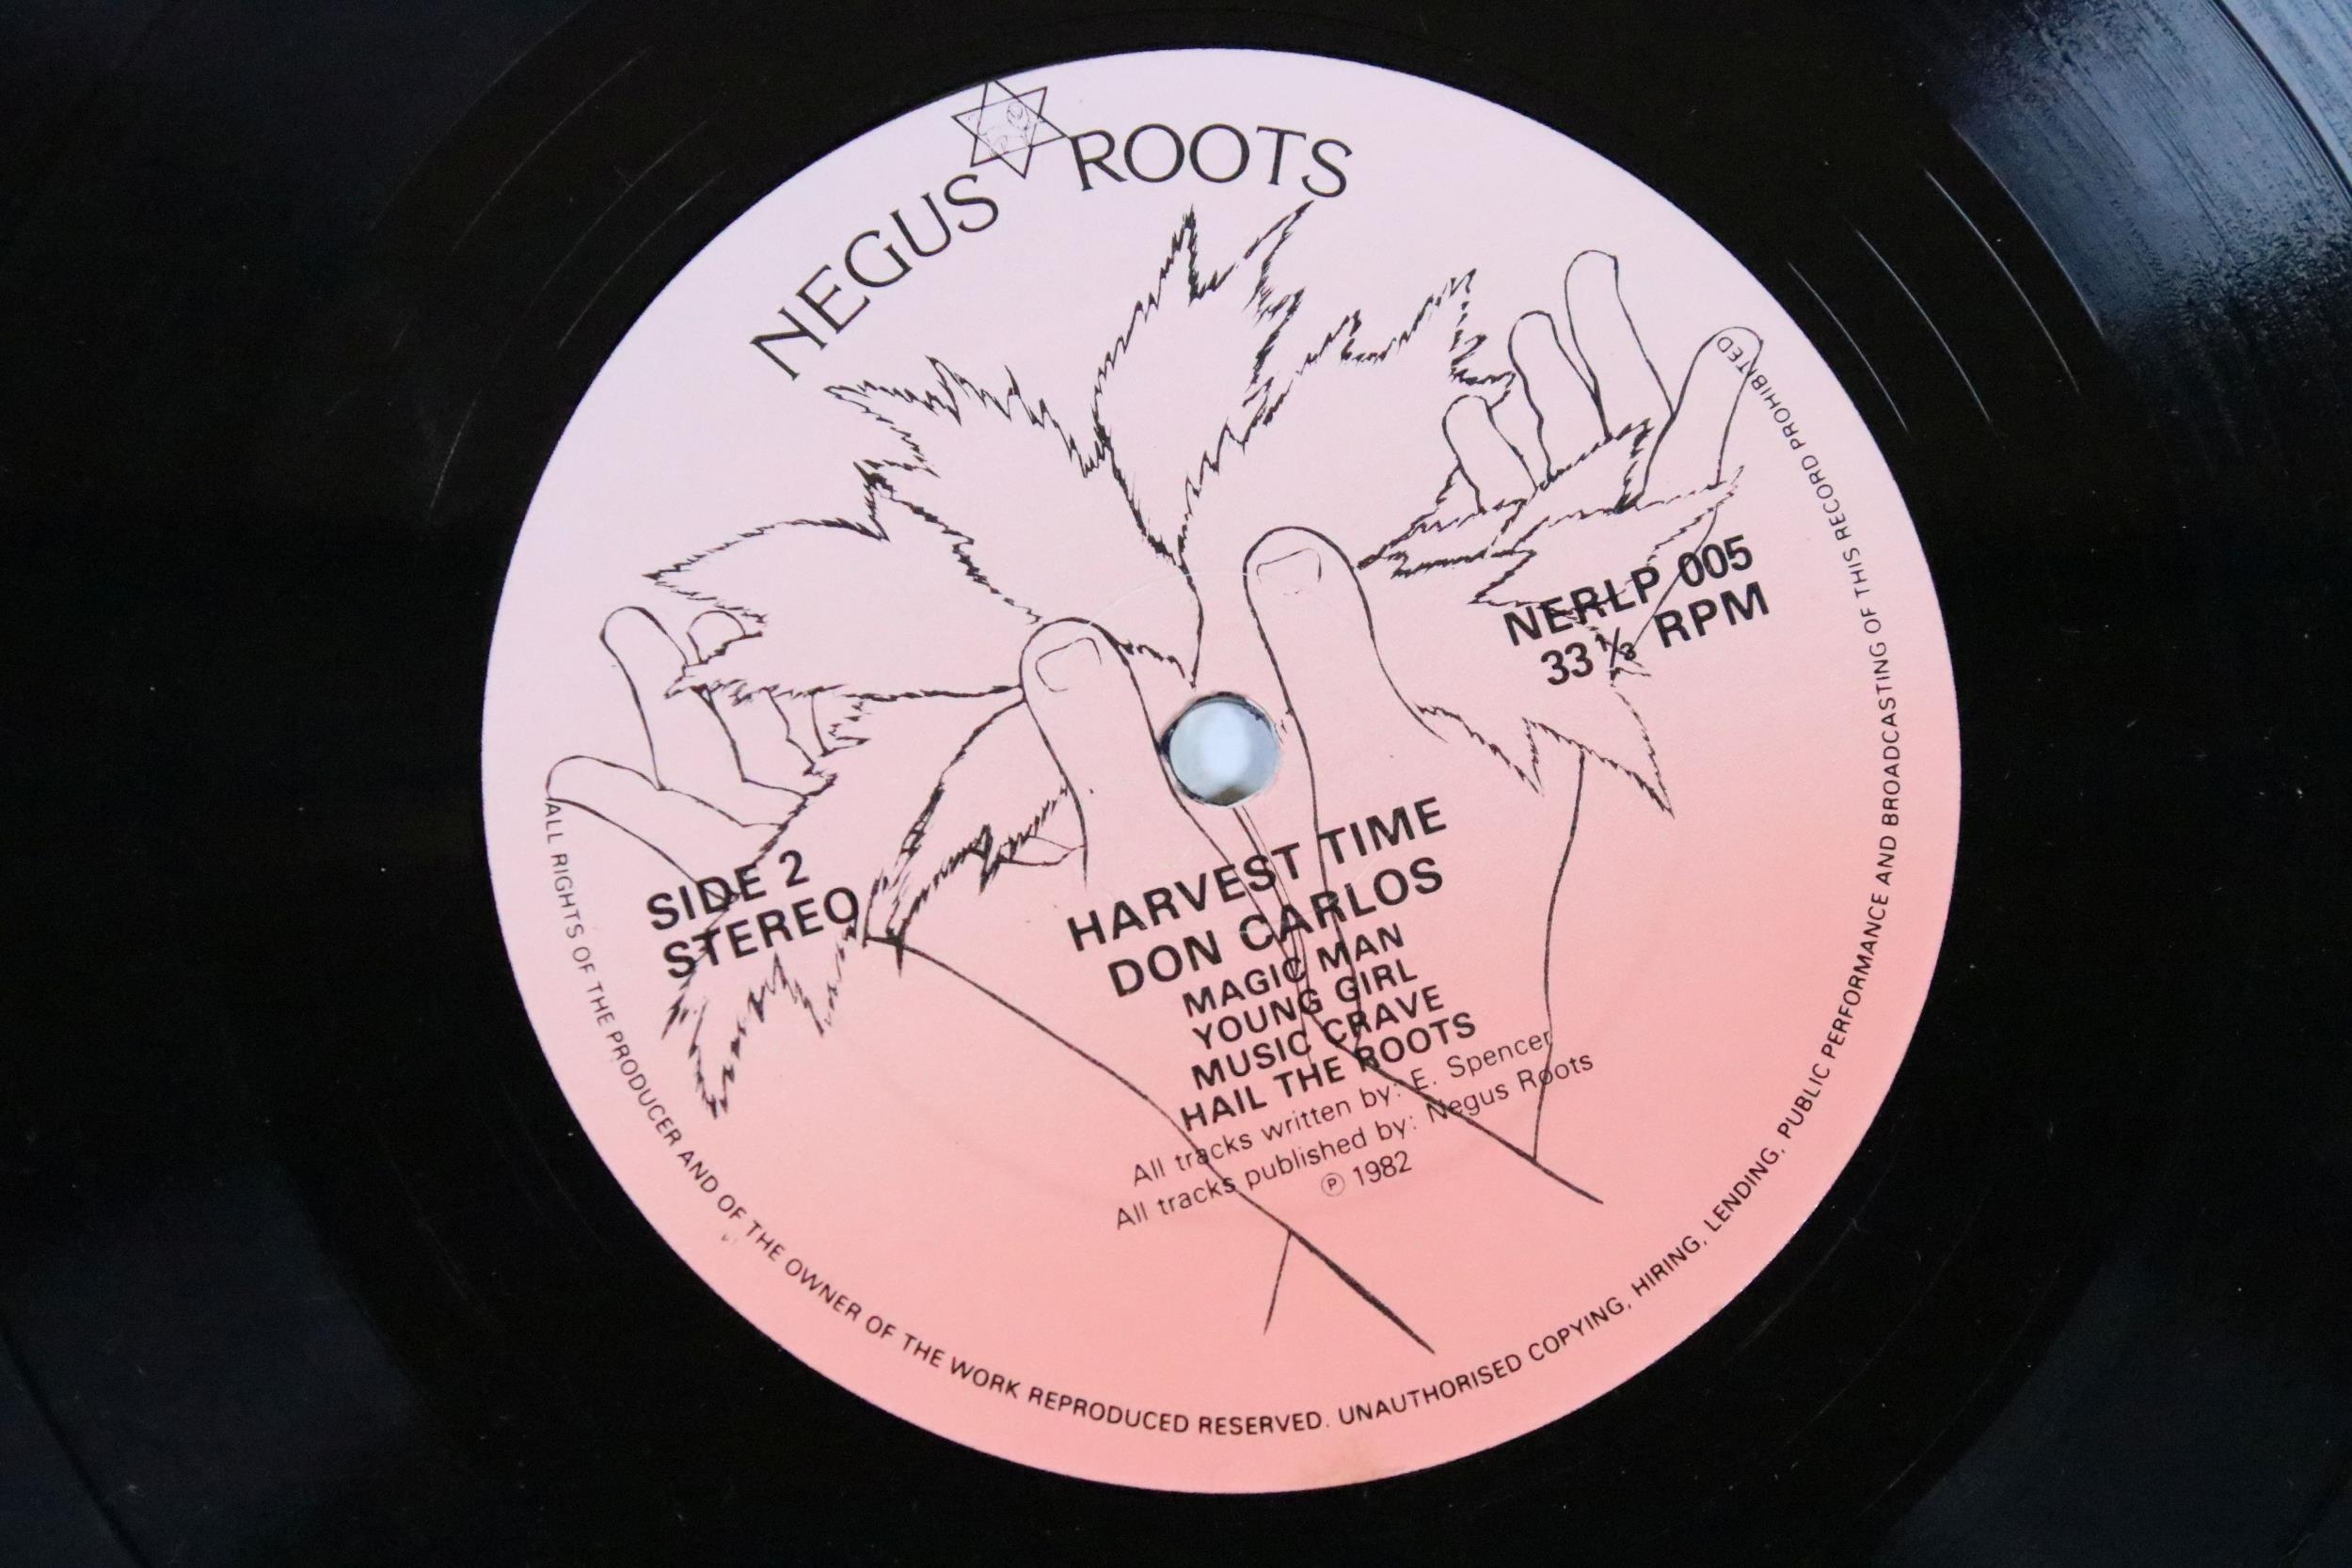 NEGUS ROOTS
NERLP 005
33⅓ RPM
SIDE 2
STEREO
HARVEST TIME
DON CARLOS
MAGIC MAN
YOUNG GIRL
MUSIC CRAVE
HAIL THE ROOTS
All tracks written by: E. Spencer
All tracks published by: Negus Roots
Ⓟ 1982
ALL RIGHTS OF THE PRODUCER AND OF THE OWNER OF THE WORK REPRODUCED RESERVED. UNAUTHORISED COPYING, HIRING, LENDING, PUBLIC PERFORMANCE AND BROADCASTING OF THIS RECORD PROHIBITED